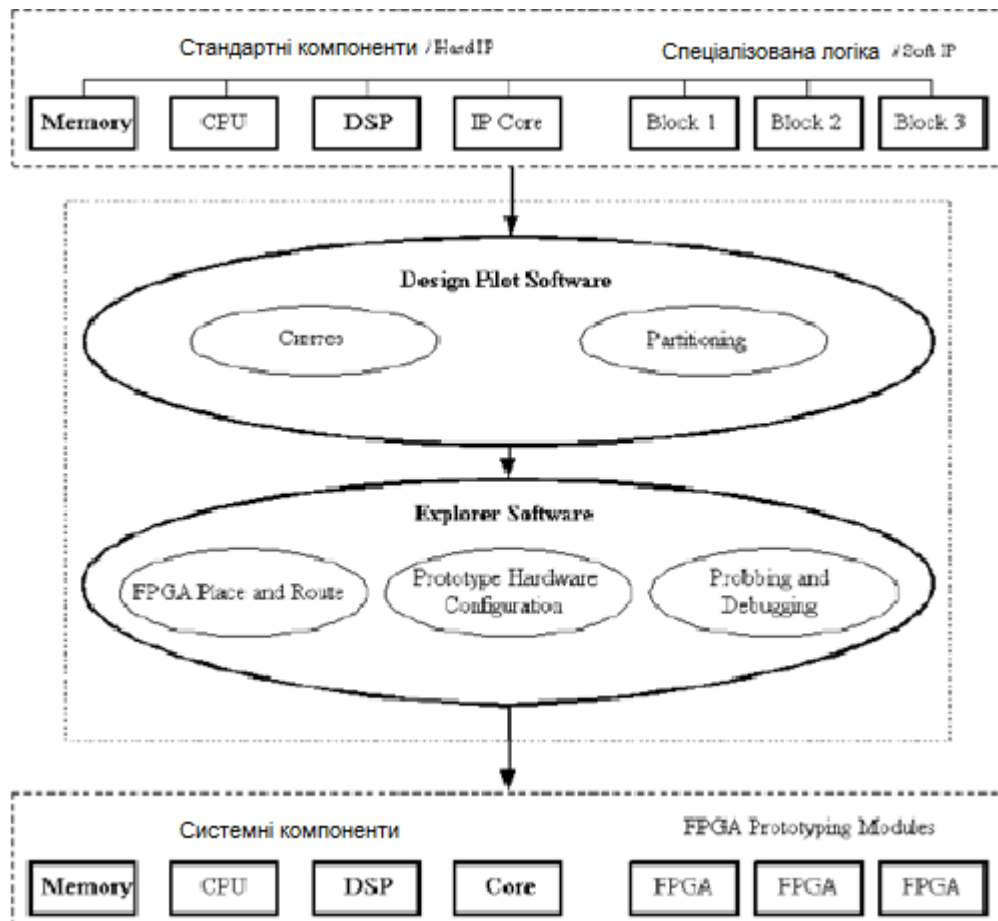 Стандартні компоненти / Hard IP
Спеціалізована логіка / Soft IP
Memory
CPU
DSP
IP Core
Block 1
Block 2
Block 3
Design Pilot Software
Синтез
Partitioning
Explorer Software
FPGA Place and Route
Prototype Hardware
Configuration
Probbing and
Debugging
Системні компоненти
FPGA Prototyping Modules
Memory
CPU
DSP
Core
FPGA
FPGA
FPGA